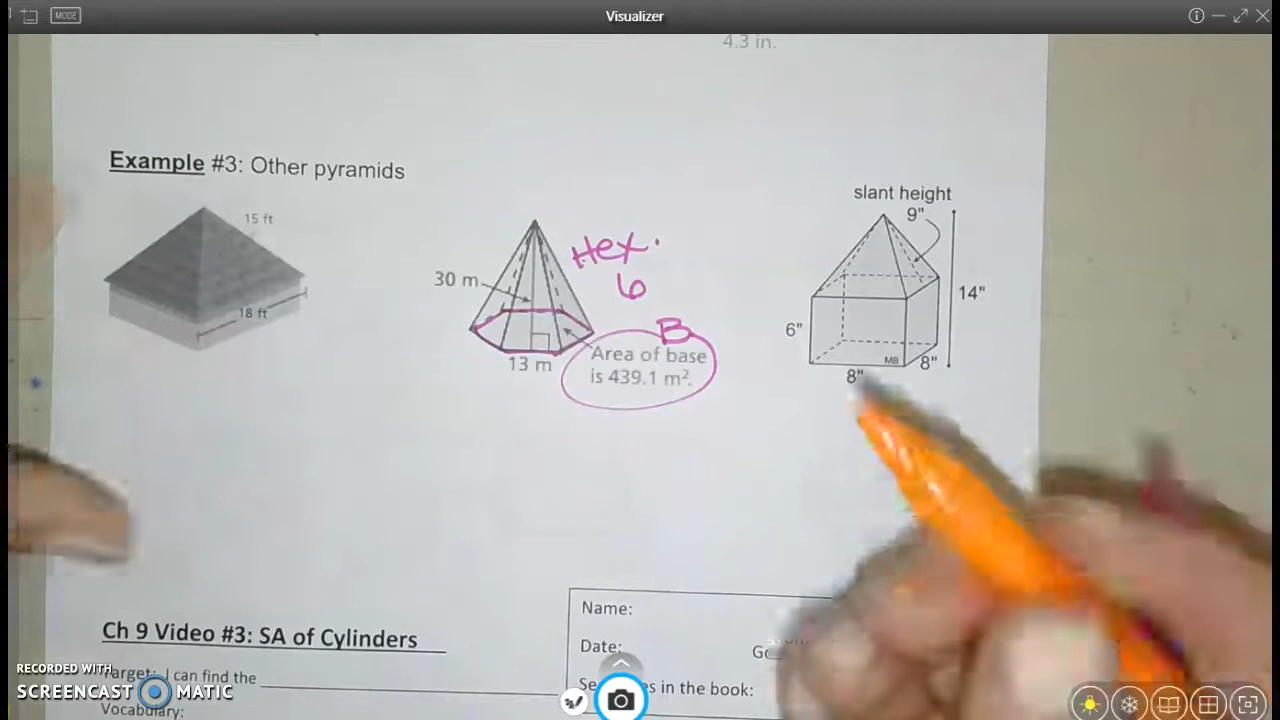 MODE
Visualizer
4.3 in.
Example #3: Other pyramids
15 ft
18 ft
30 m
13 m
Hex.
6
B
Area of base
is 439.1 m².
slant height
9"
14"
6"
8"
8"
MB
Ch 9 Video #3: SA of Cylinders
Target: I can find the
Vocabulary:
Name:
Date:
in the book:
RECORDED WITH
SCREENCAST MATIC